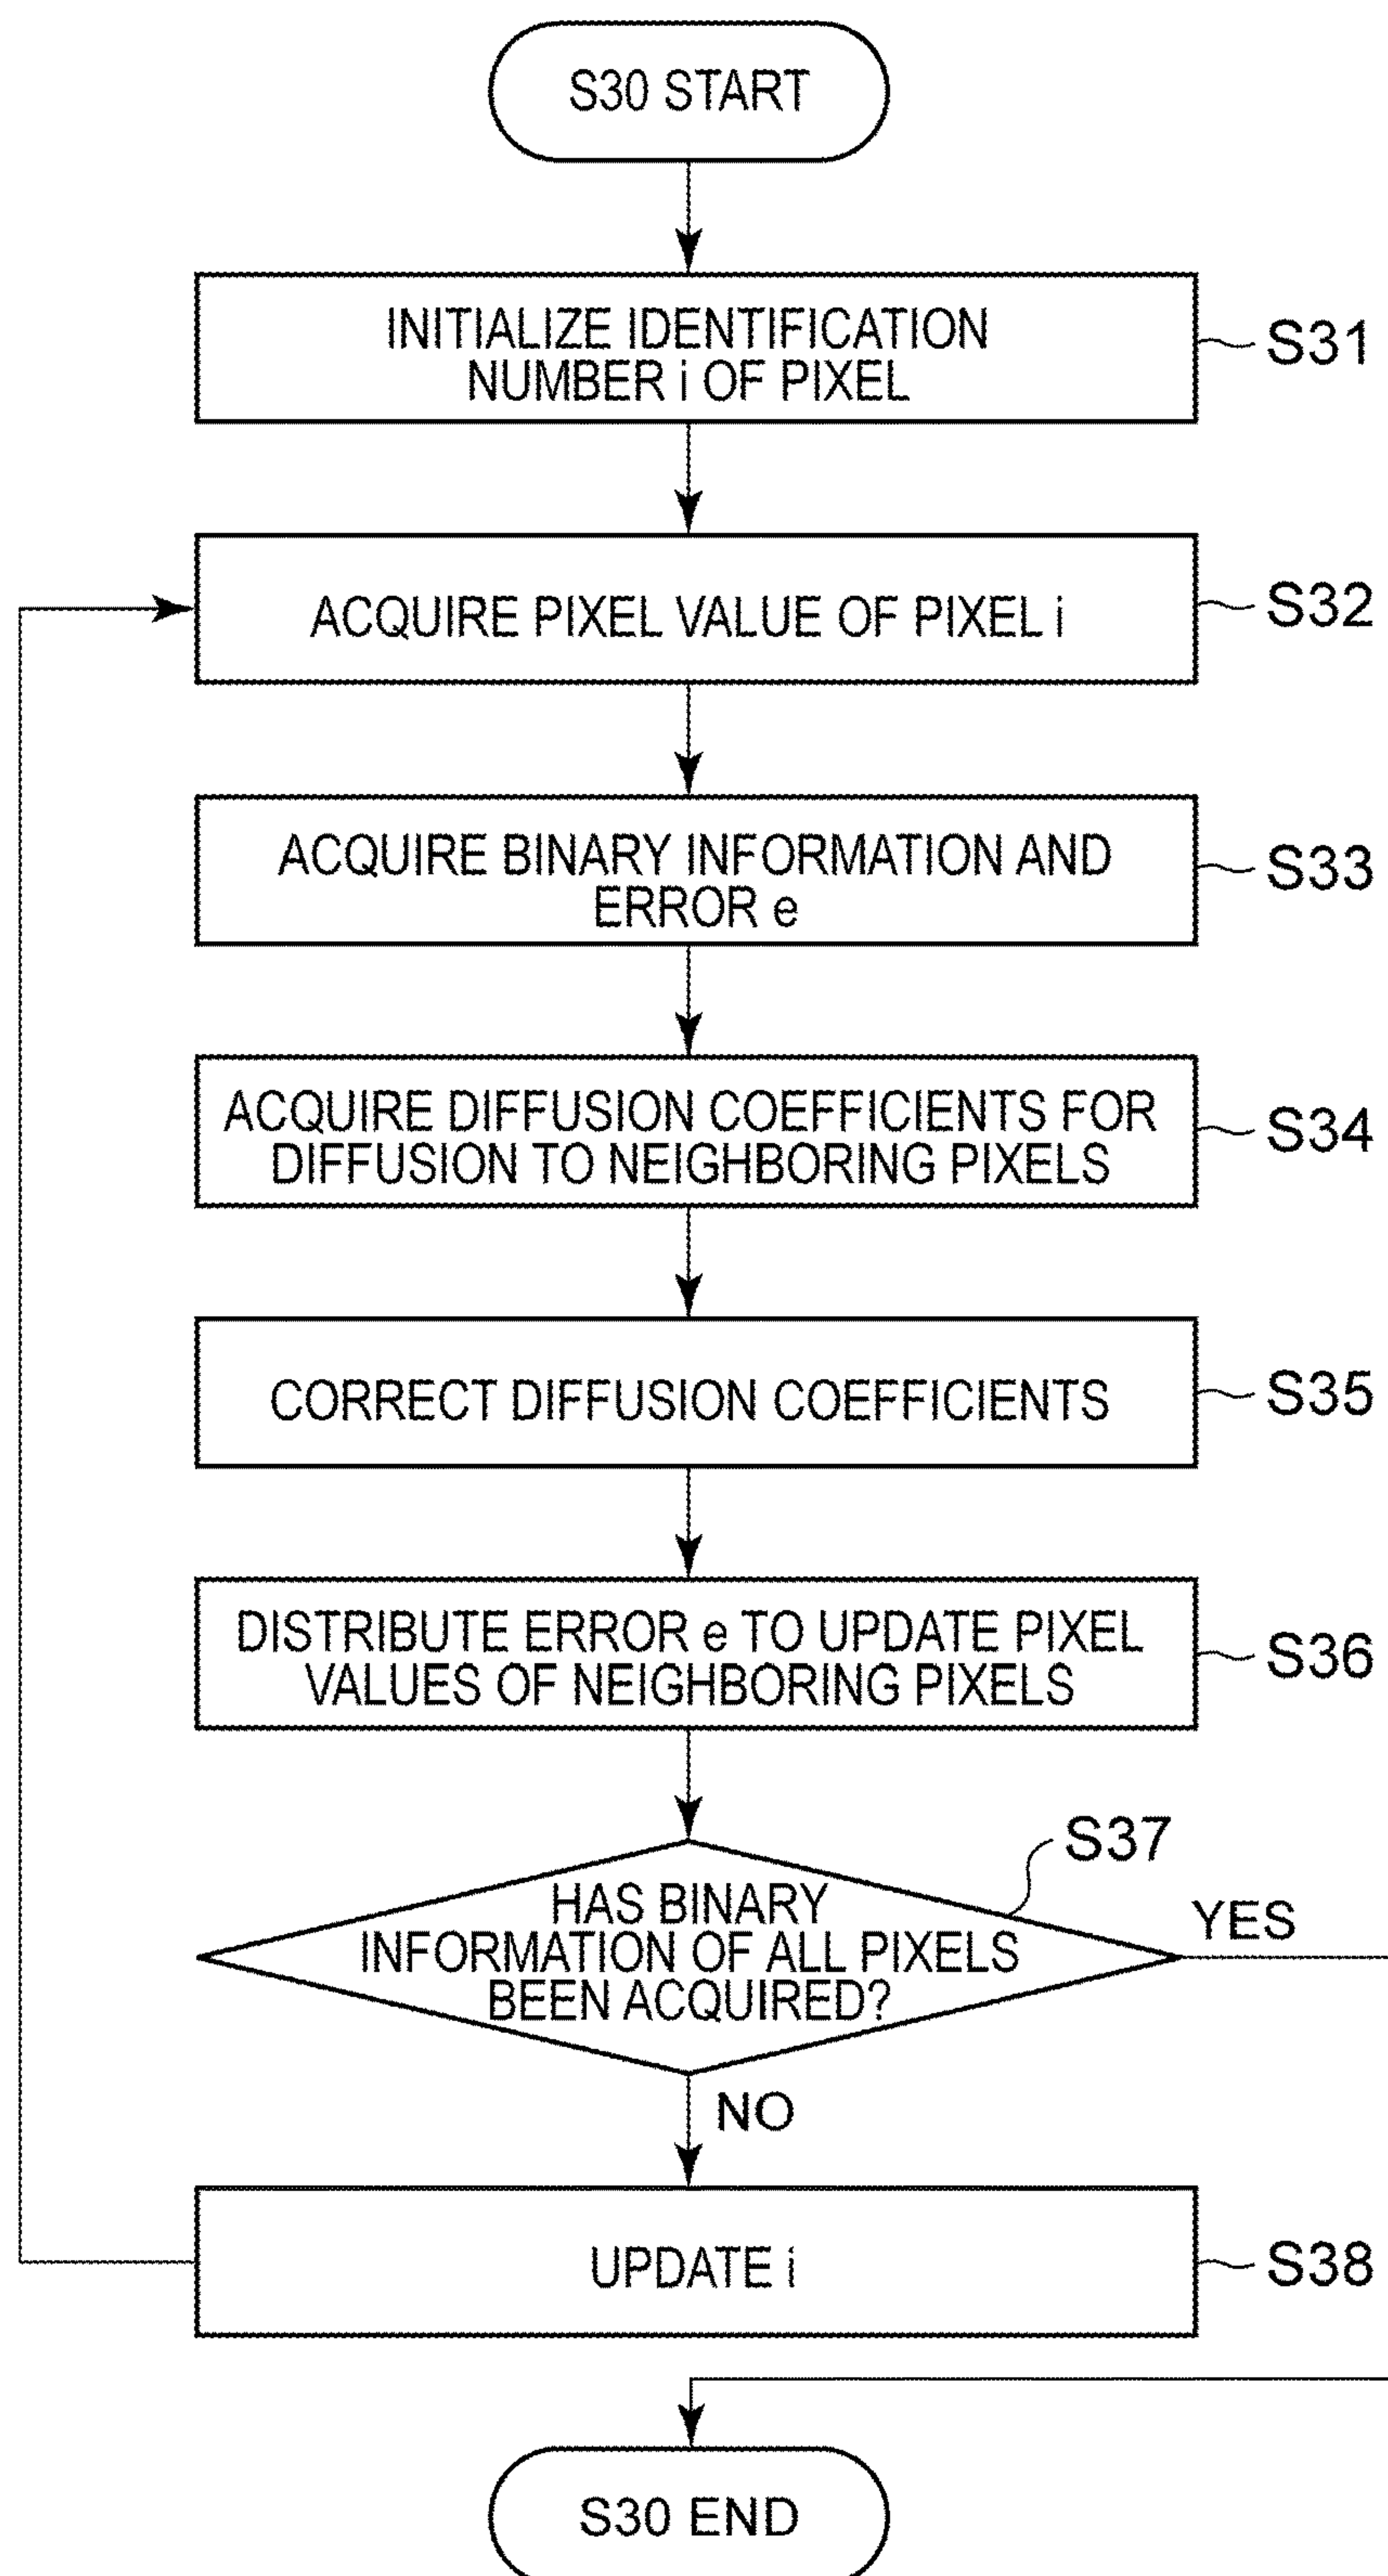 S30 START
INITIALIZE IDENTIFICATION
NUMBER i OF PIXEL
S31
ACQUIRE PIXEL VALUE OF PIXEL i
S32
ACQUIRE BINARY INFORMATION AND
ERROR e
S33
ACQUIRE DIFFUSION COEFFICIENTS FOR
DIFFUSION TO NEIGHBORING PIXELS
S34
CORRECT DIFFUSION COEFFICIENTS
S35
DISTRIBUTE ERROR e TO UPDATE PIXEL
VALUES OF NEIGHBORING PIXELS
S36
S37
HAS BINARY
INFORMATION OF ALL PIXELS
BEEN ACQUIRED?
YES
NO
UPDATE i
S38
S30 END